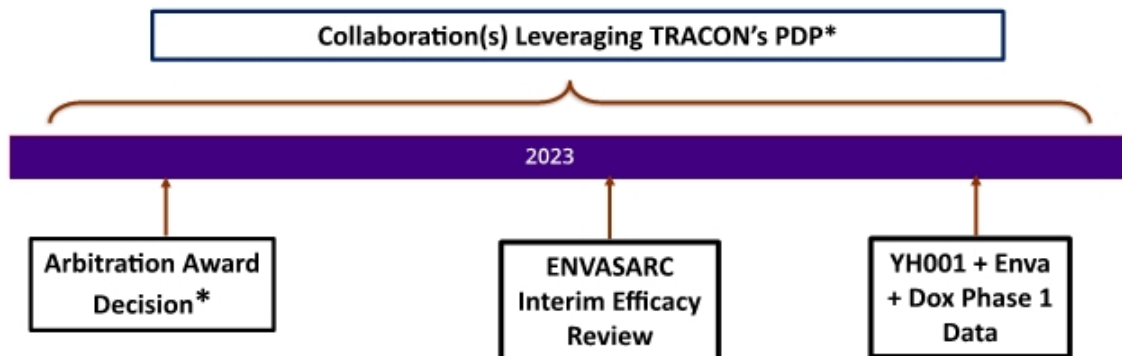 Collaboration(s) Leveraging TRACON's PDP*
2023
Arbitration Award
Decision*
ENVASARC
Interim Efficacy
Review
YH001 + Enva
+ Dox Phase 1
Data